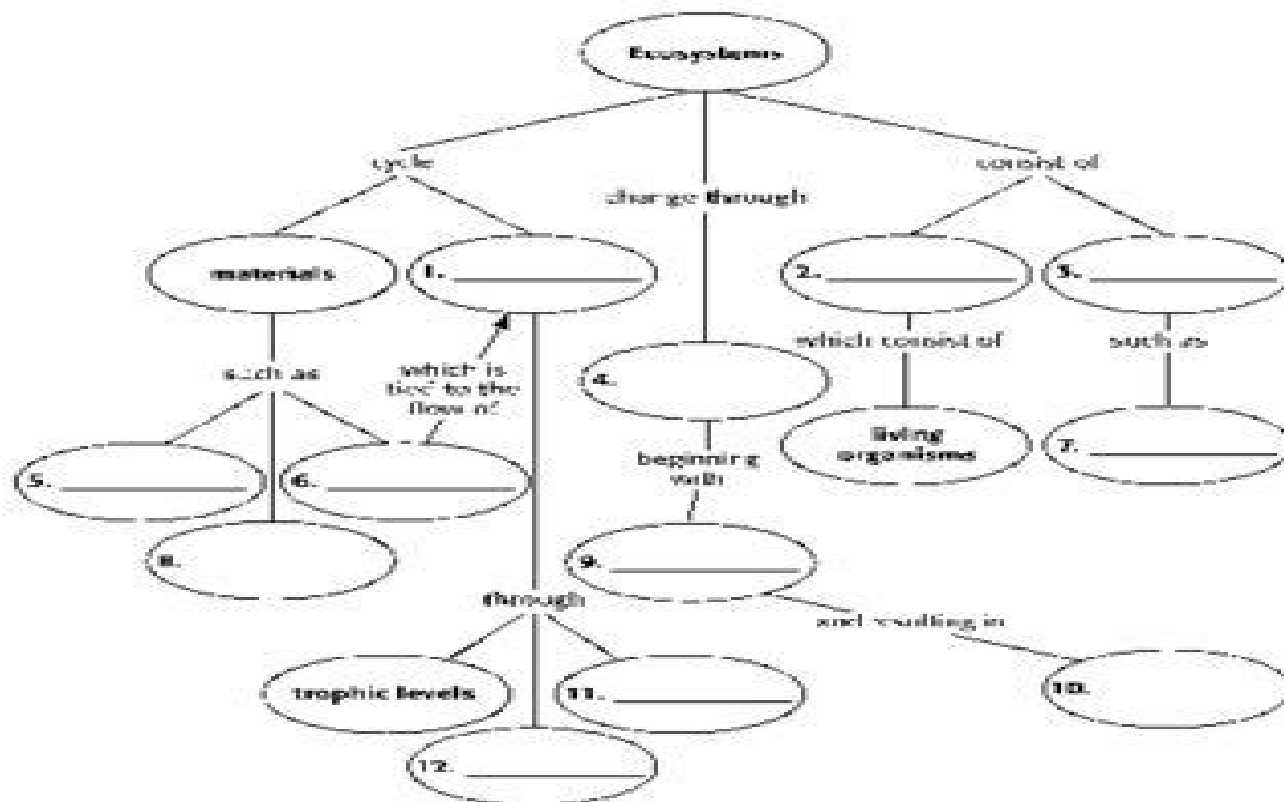 Ecosystems
cycle
consist of
change through
materials
1.
2.
3.
which consist of
such as
such as
which is
tied to the
flow of
4.
living
organisms
7.
5.
6.
beginning
with
8.
9.
through
and resulting in
trophic levels
11.
10.
12.